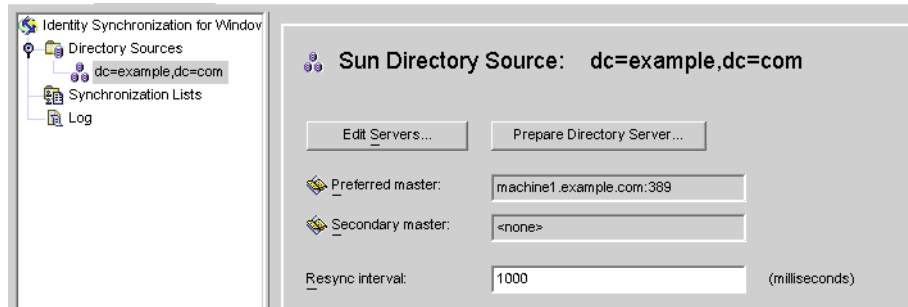 Identity Synchronization for Windov
Directory Sources
dc=example,dc=com
Synchronization Lists
Log
Sun Directory Source: dc=example,dc=com
Edit Servers... Prepare Directory Server...
Preferred master: machine1.example.com:389
Secondary master: <none>
Resync interval: 1000 (milliseconds)